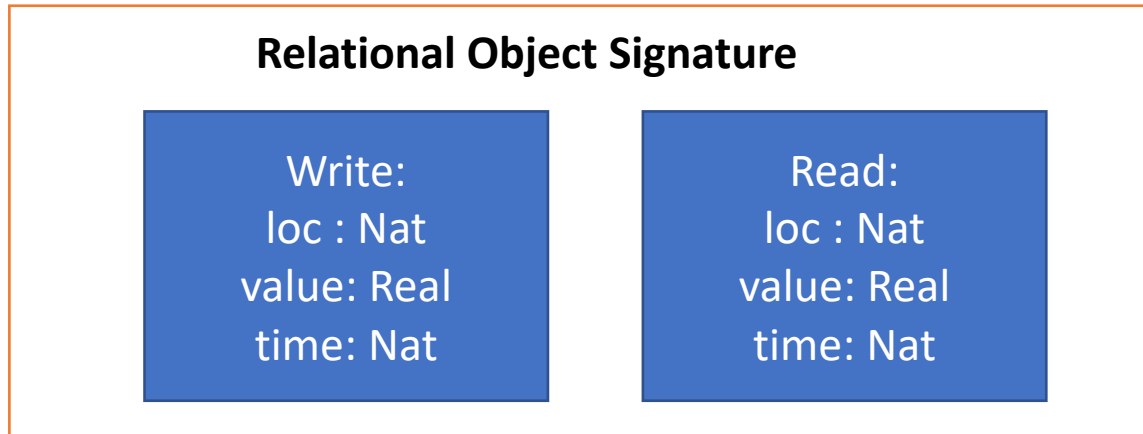 Relational Object Signature
Write:
loc : Nat
value: Real
time: Nat
Read:
loc : Nat
value: Real
time: Nat